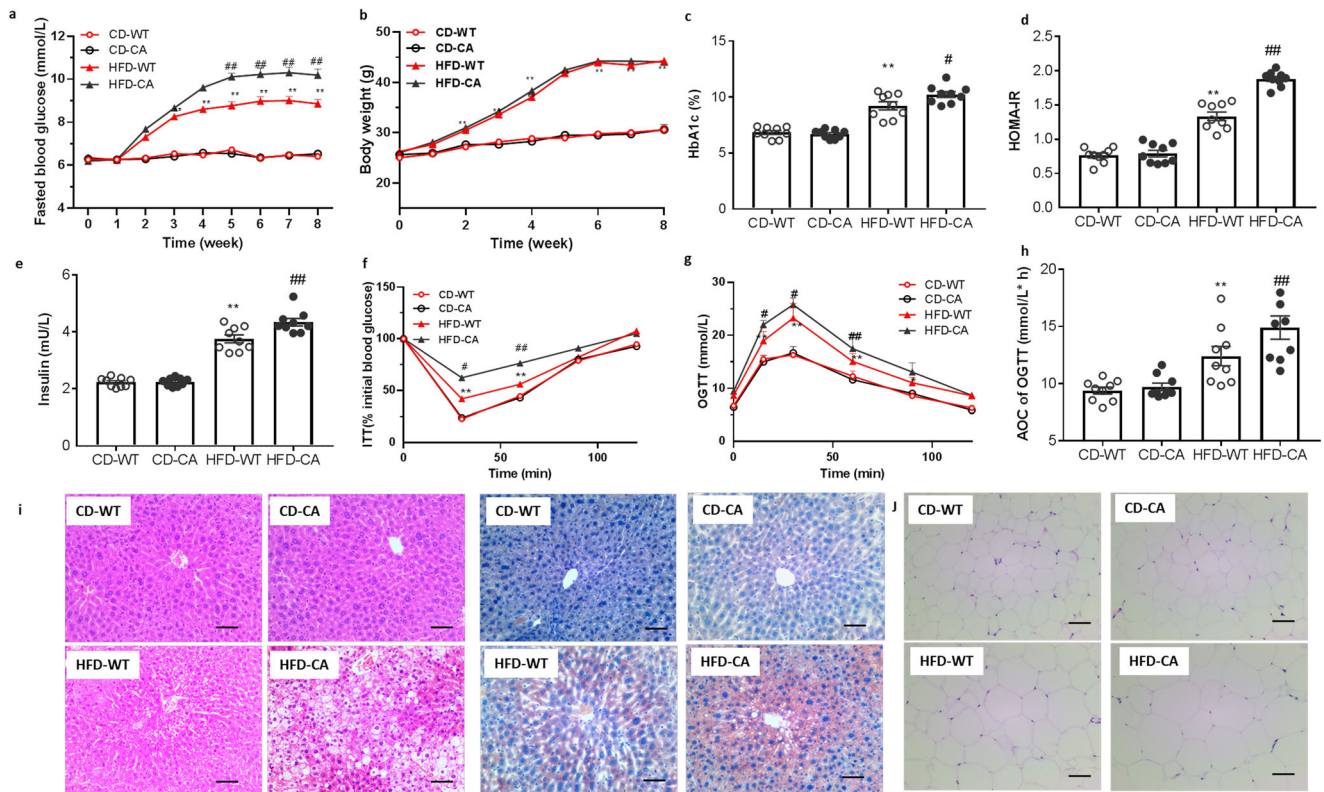 a
Fasted blood glucose (mmol/L)
12
10
8
6
4
0 1 2 3 4 5 6 7 8
Time (week)
CD-WT
CD-CA
HFD-WT
HFD-CA
## ## ## ##
** ** ** ** ** **
b
Body weight (g)
50
40
30
20
0 2 4 6 8
Time (week)
CD-WT
CD-CA
HFD-WT
HFD-CA
** ** ** ** ** **
c
HbA1c (%)
15
10
5
0
** #
CD-WT CD-CA HFD-WT HFD-CA
d
HOMA-IR
2.5
2.0
1.5
1.0
0.5
0.0
** ##
CD-WT CD-CA HFD-WT HFD-CA
e
Insulin (mU/L)
6
4
2
0
** ##
CD-WT CD-CA HFD-WT HFD-CA
f
ITT(% initial blood glucose)
125
100
75
50
25
0
0 50 100
Time (min)
CD-WT
CD-CA
HFD-WT
HFD-CA
# ##
** **
g
OGTT (mmol/L)
30
20
10
0
0 50 100
Time (min)
CD-WT
CD-CA
HFD-WT
HFD-CA
# # ##
** ** ** *
h
AOC of OGTT (mmol/L* h)
20
15
10
5
** ##
CD-WT CD-CA HFD-WT HFD-CA
i
CD-WT CD-CA CD-WT CD-CA
HFD-WT HFD-CA HFD-WT HFD-CA
J
CD-WT CD-CA
HFD-WT HFD-CA